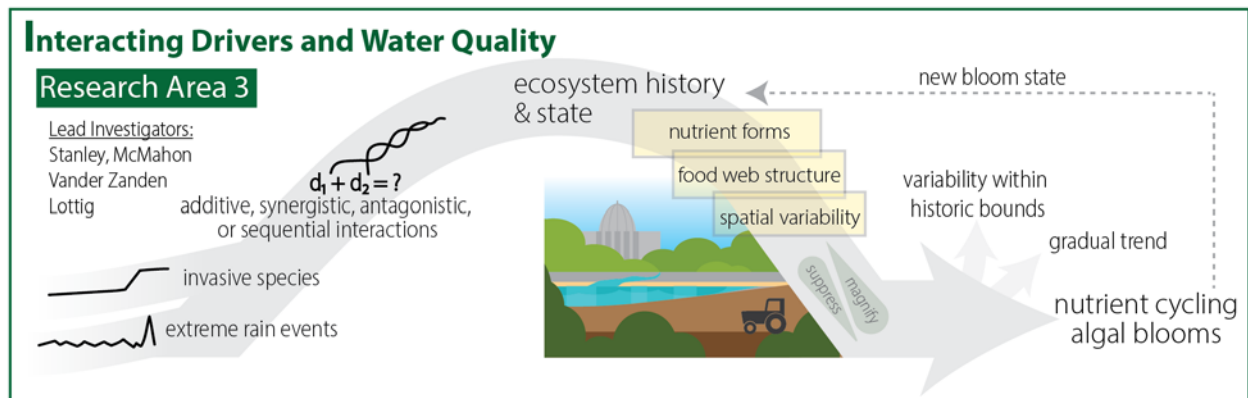 Interacting Drivers and Water Quality
Research Area 3
Lead Investigators:
Stanley, McMahon
Vander Zanden
Lottig
d₁ + d₂ = ?
additive, synergistic, antagonistic,
or sequential interactions
invasive species
extreme rain events
ecosystem history
& state
nutrient forms
food web structure
spatial variability
suppress
magnify
new bloom state
variability within
historic bounds
gradual trend
nutrient cycling
algal blooms